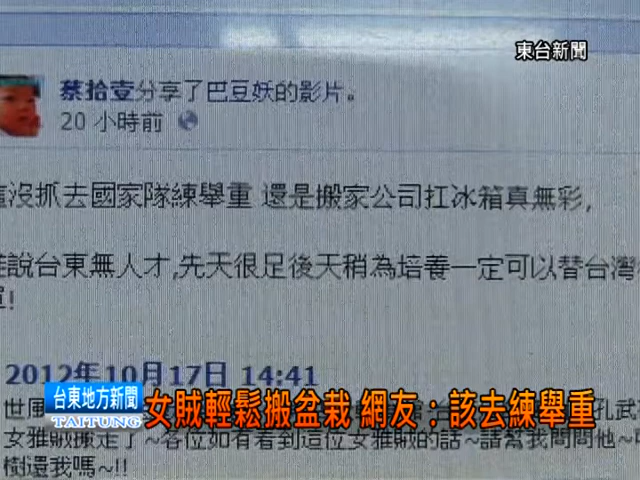 東台新聞
蔡拾壹分享了巴豆妖的影片。
20 小時前
沒抓去國家隊練舉重 還是搬家公司扛冰箱真無彩,
說台東無人才,先天很足後天稍為培養一定可以替台灣
!
2012年10月17日 14:41
台東地方新聞
TAITUNG
女賊輕鬆搬盆栽 網友：該去練舉重
世風 孔武
女雅賊 走了~各位如有看到這位女雅賊的話~請幫我問問他~
樹還我嗎~!!